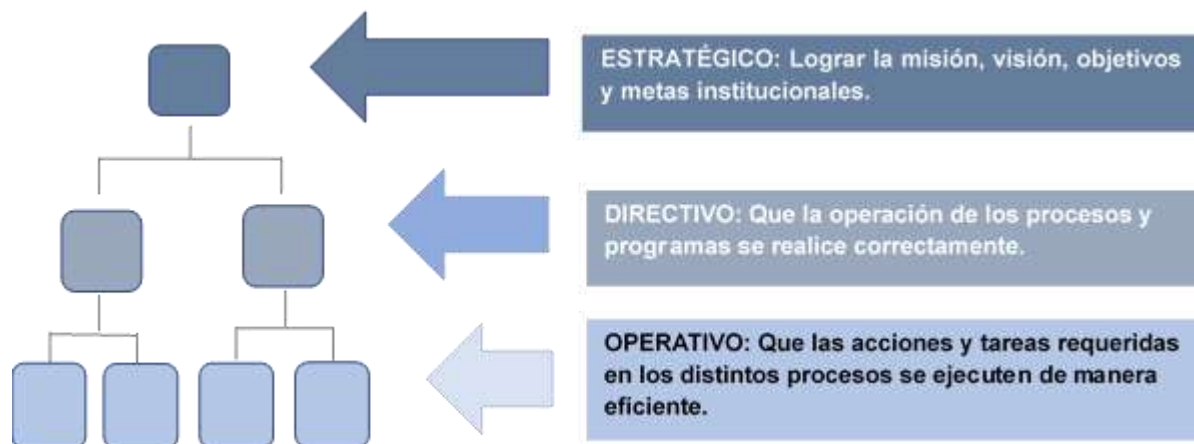 ESTRATÉGICO: Lograr la misión, visión, objetivos
y metas institucionales.
DIRECTIVO: Que la operación de los procesos y
programas se realice correctamente.
OPERATIVO: Que las acciones y tareas requeridas
en los distintos procesos se ejecuten de manera
eficiente.